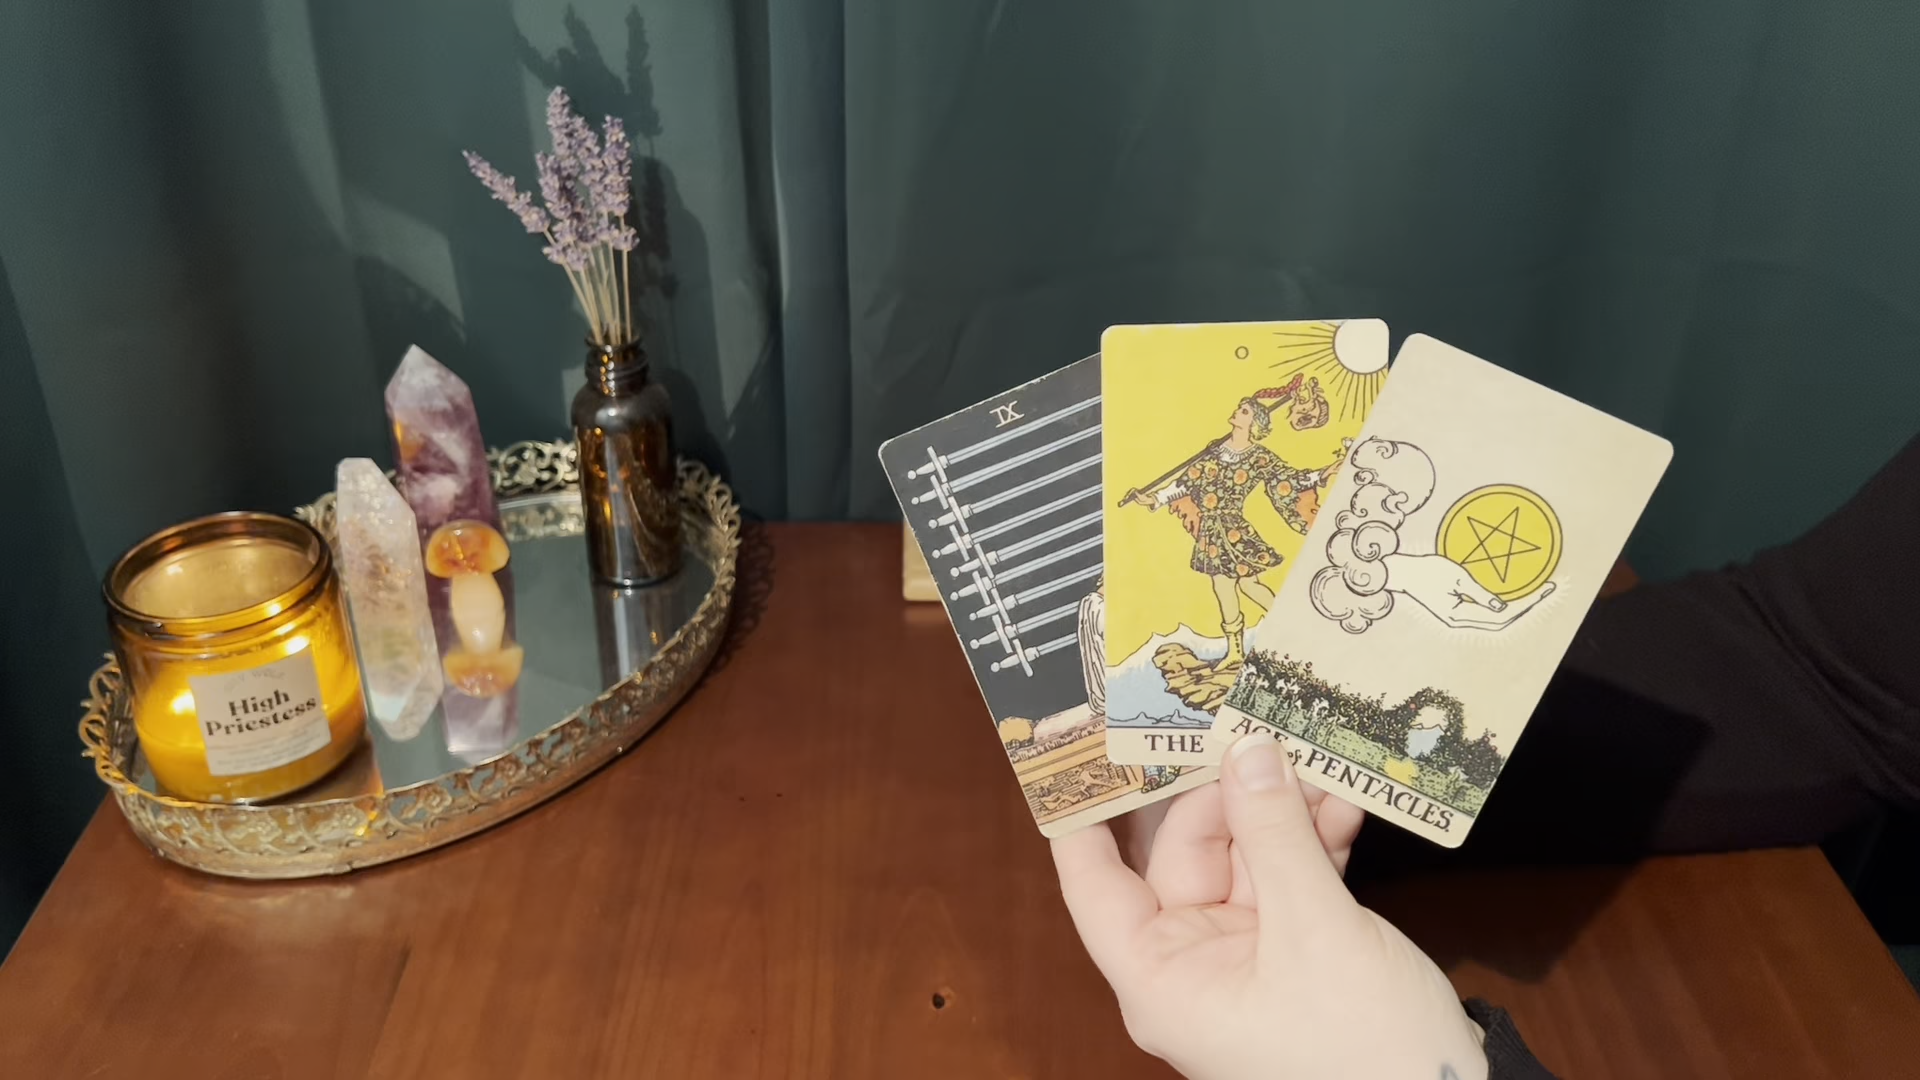 High
Priestess
IX
0
THE
ACE of PENTACLES.